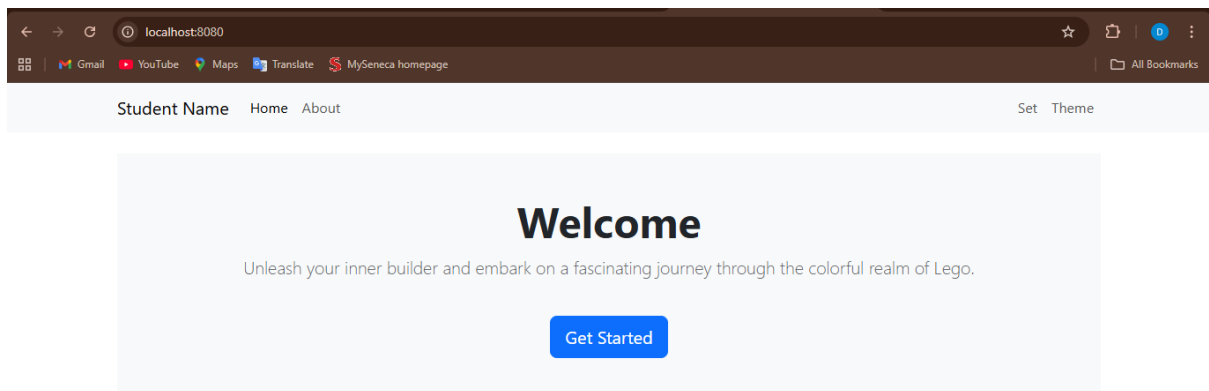 localhost:8080
D
Gmail YouTube Maps Translate MySeneca homepage All Bookmarks
Student Name Home About Set Theme
Welcome
Unleash your inner builder and embark on a fascinating journey through the colorful realm of Lego.
Get Started